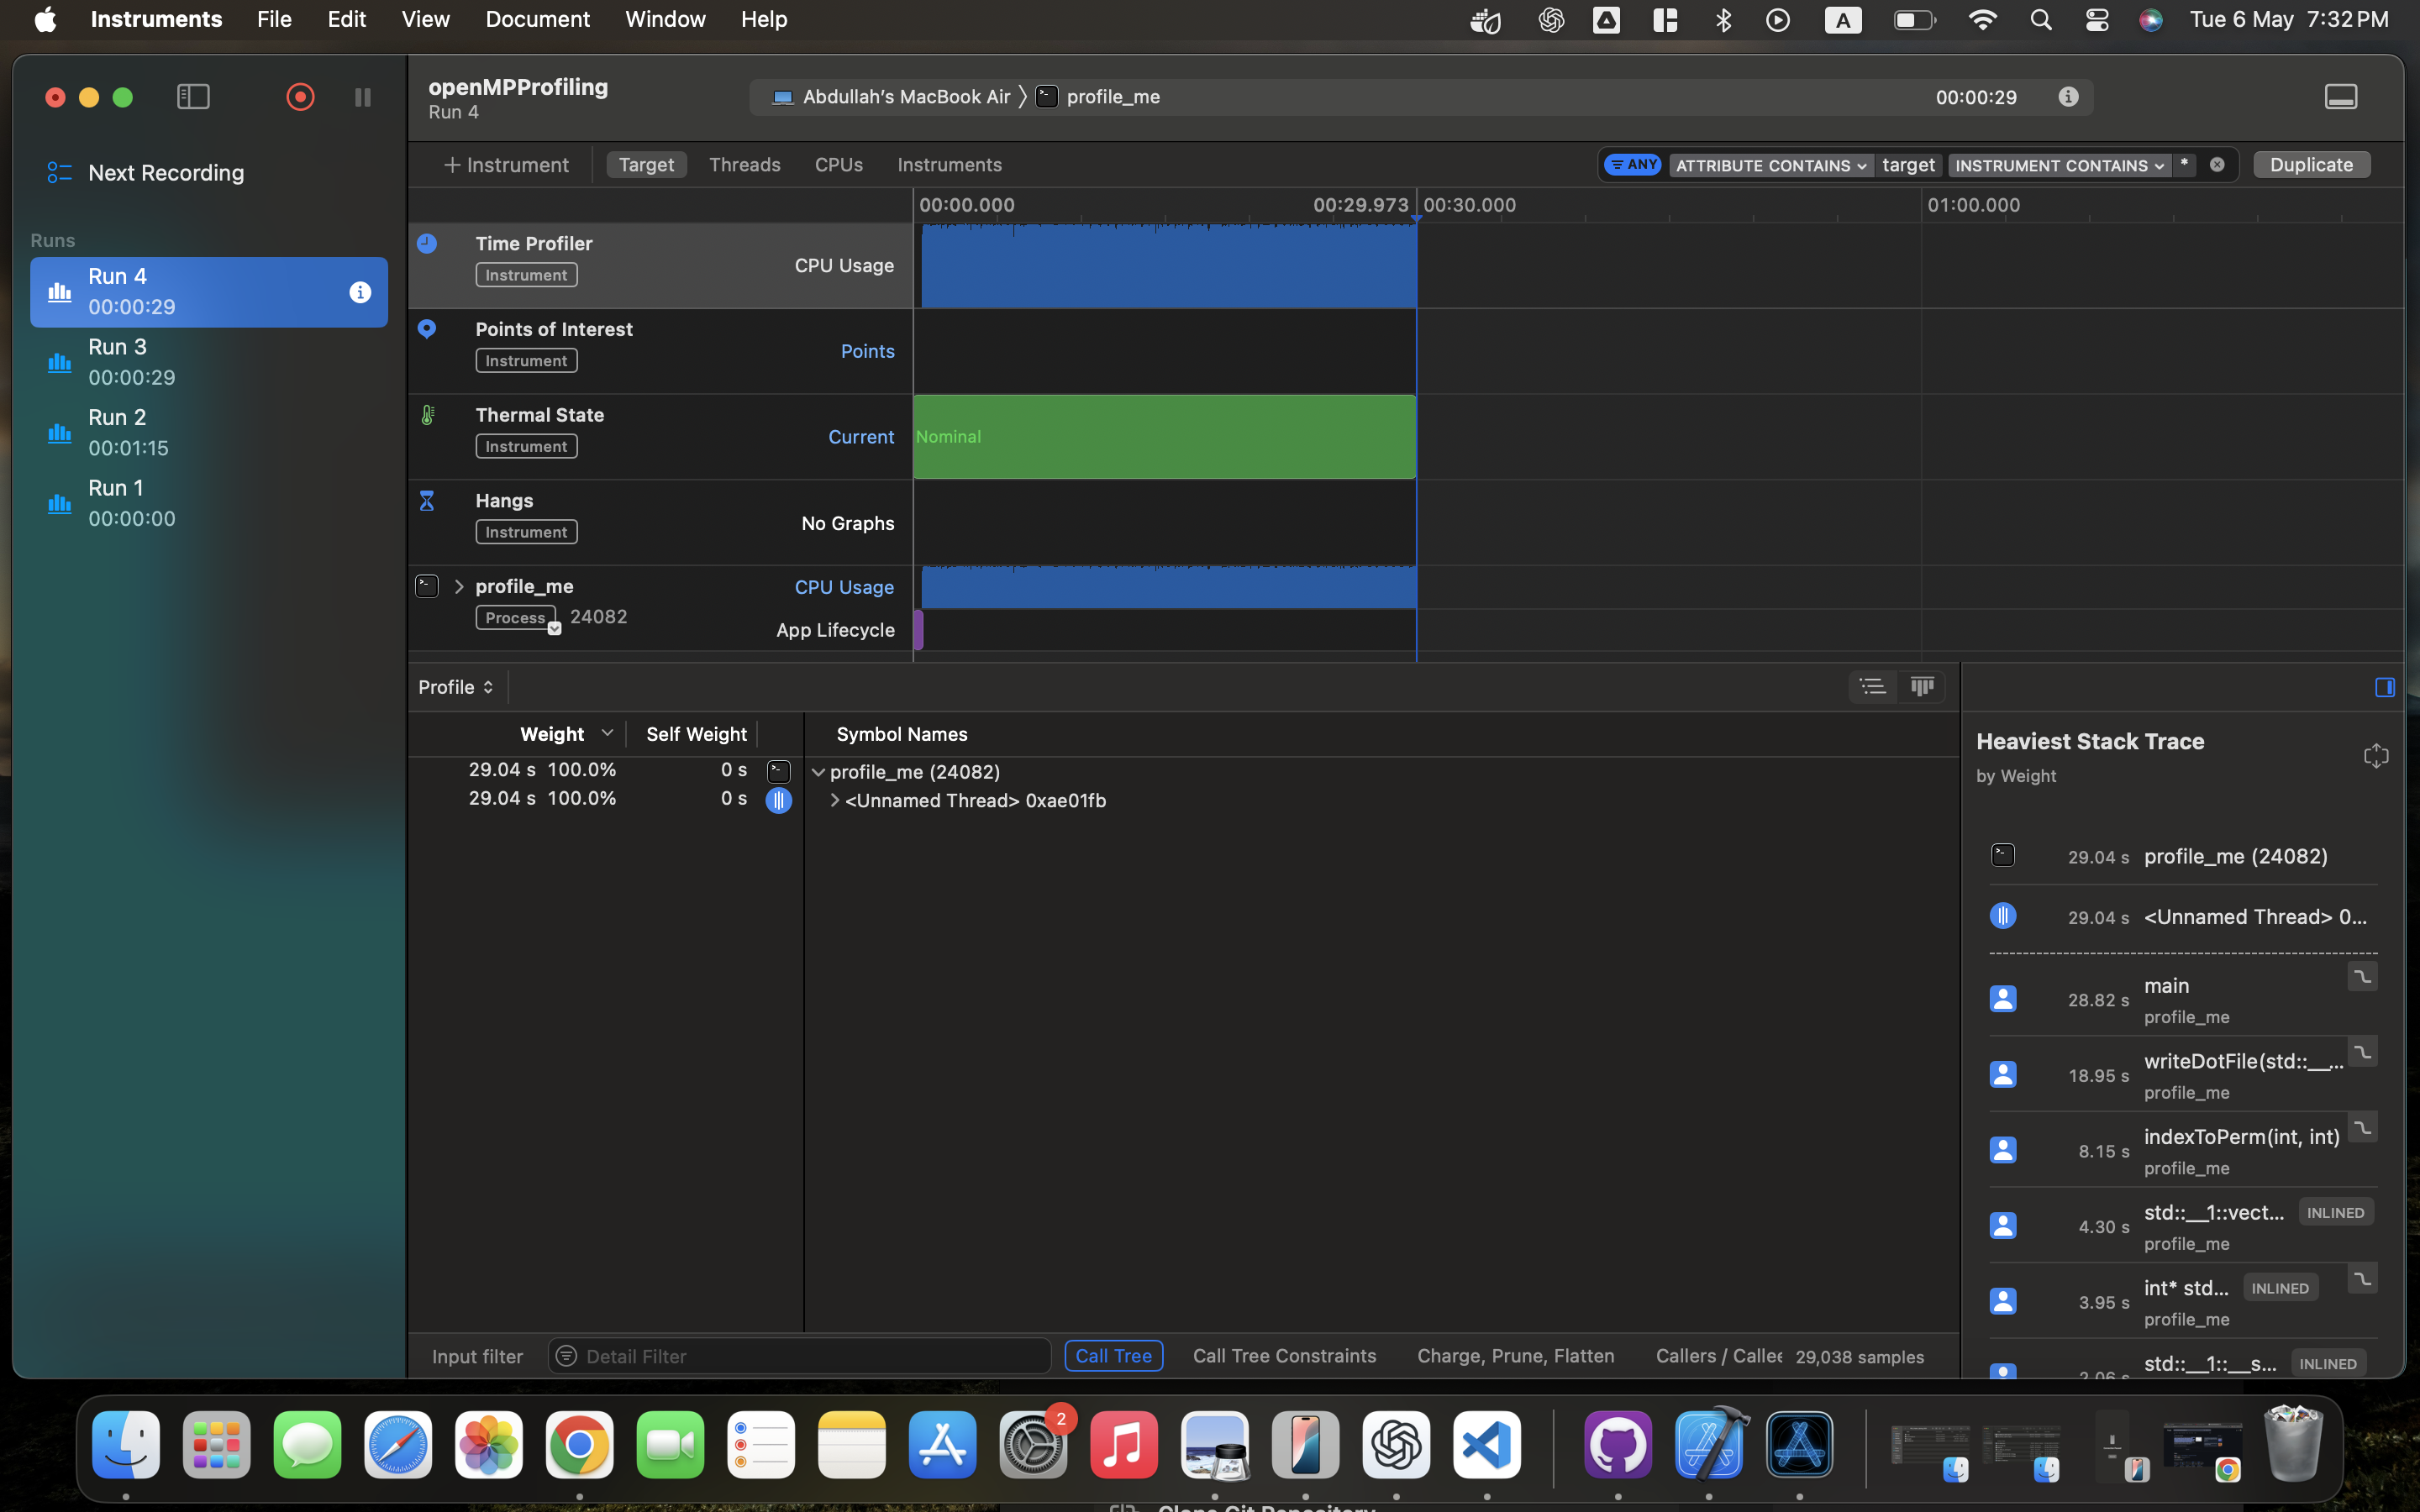 Instruments File Edit View Document Window Help
A Tue 6 May 7:32 PM
openMPProfiling
Run 4
Abdullah's MacBook Air profile_me 00:00:29
Next Recording
Runs
Run 4
00:00:29
Run 3
00:00:29
Run 2
00:01:15
Run 1
00:00:00
+ Instrument Target Threads CPUs Instruments
ANY ATTRIBUTE CONTAINS target INSTRUMENT CONTAINS * Duplicate
00:00.000 00:29.973 00:30.000 01:00.000
Time Profiler
Instrument
CPU Usage
Points of Interest
Instrument
Points
Thermal State
Instrument
Current
Nominal
Hangs
Instrument
No Graphs
profile_me
Process 24082
CPU Usage
App Lifecycle
Profile
Weight Self Weight Symbol Names
29.04 s 100.0% 0 s profile_me (24082)
29.04 s 100.0% 0 s <Unnamed Thread> 0xae01fb
Heaviest Stack Trace
by Weight
29.04 s profile_me (24082)
29.04 s <Unnamed Thread> 0...
28.82 s main
profile_me
18.95 s writeDotFile(std::__...
profile_me
8.15 s indexToPerm(int, int)
profile_me
4.30 s std::__1::vect... INLINED
profile_me
3.95 s int* std... INLINED
profile_me
2.06 s std::__1::__s... INLINED
Input filter Detail Filter Call Tree Call Tree Constraints Charge, Prune, Flatten Callers / Callee 29,038 samples
2
Clone Git Repository